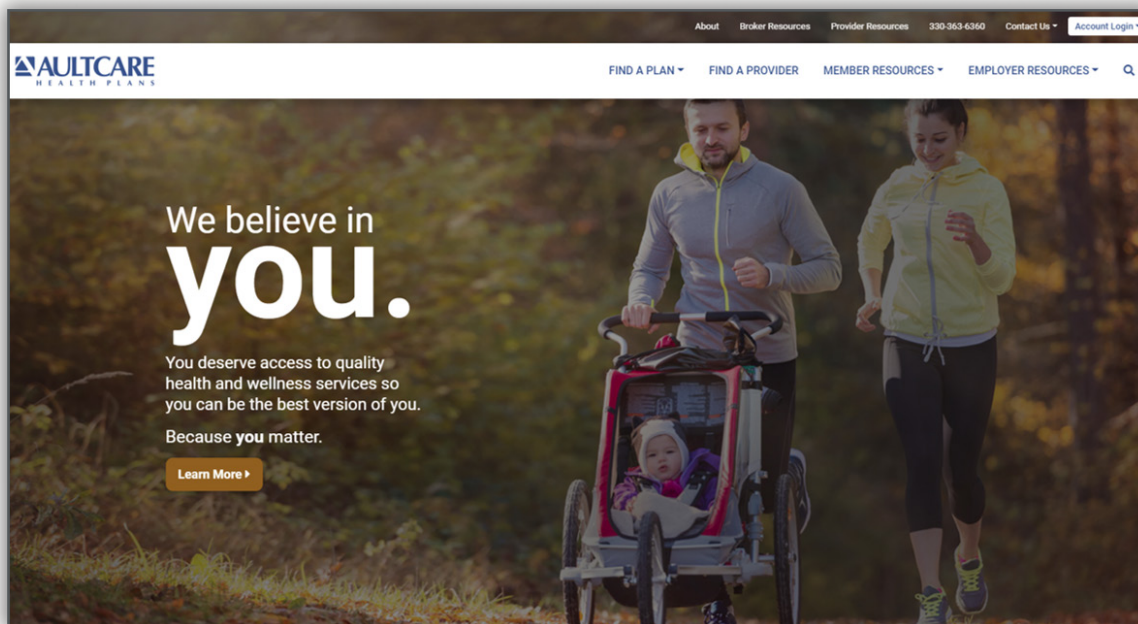 About Broker Resources Provider Resources 330-363-6360 Contact Us Account Login
AULTCARE
HEALTH PLANS
FIND A PLAN FIND A PROVIDER MEMBER RESOURCES EMPLOYER RESOURCES
We believe in
you.
You deserve access to quality
health and wellness services so
you can be the best version of you.
Because you matter.
Learn More